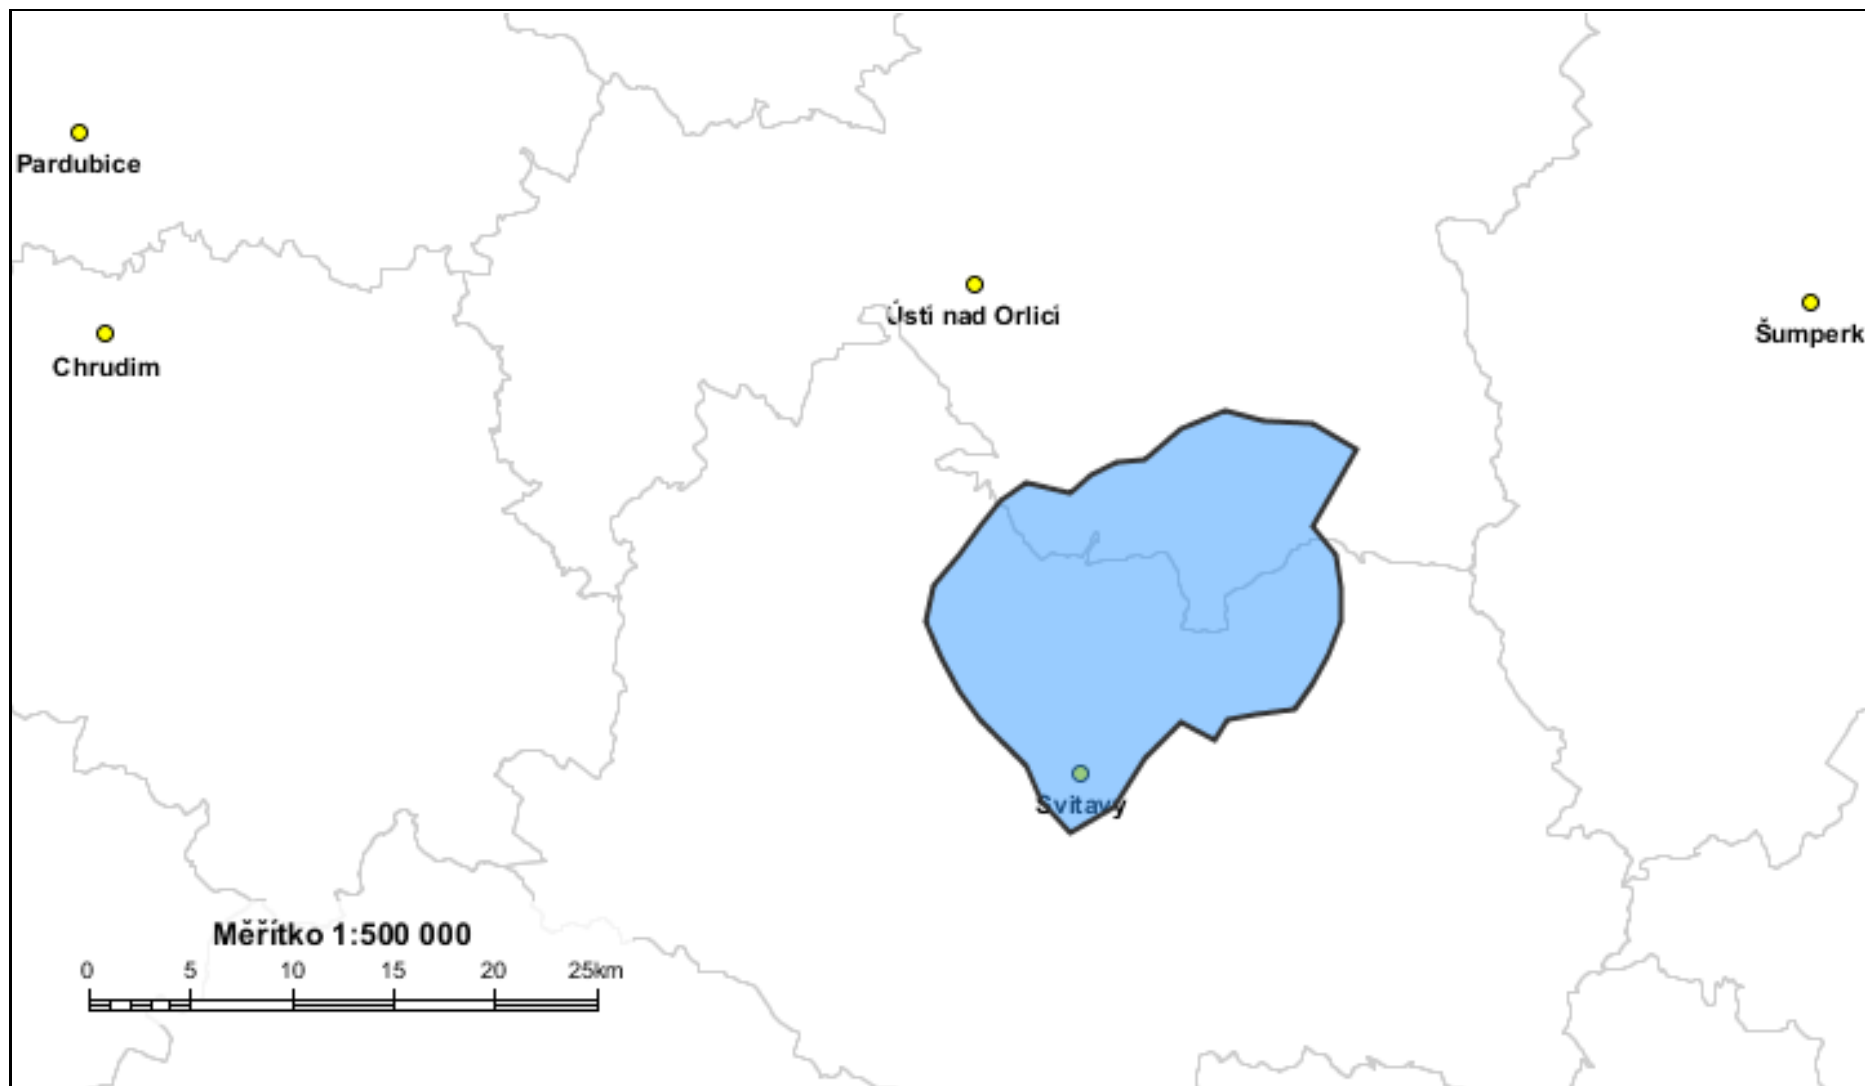 Pardubice
Ústí nad Orlicí
Šumperk
Chrudim
Svitavy
Měřítko 1:500 000
0 5 10 15 20 25km